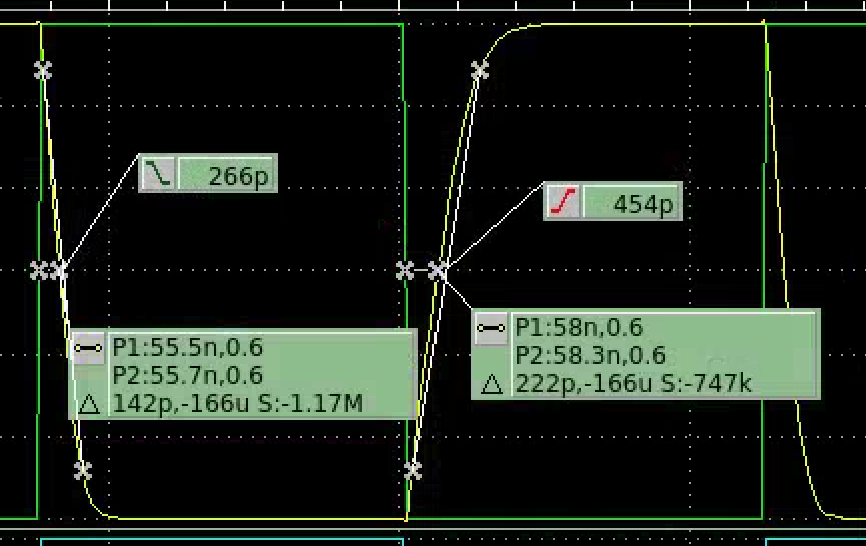 266p
454p
P1:55.5n,0.6
P2:55.7n,0.6
142p,-166u S:-1.17M
P1:58n,0.6
P2:58.3n,0.6
222p,-166u S:-747k